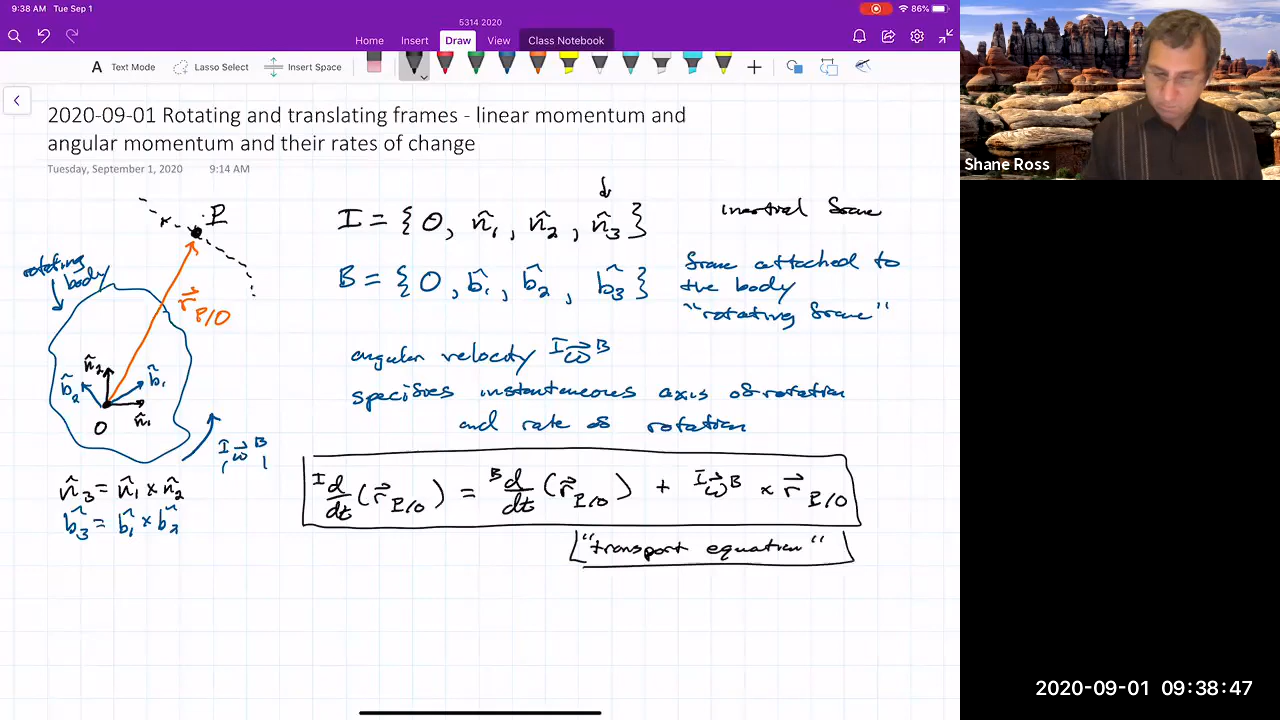 9:38 AM Tue Sep 1
86%
5314 2020
Home Insert Draw View Class Notebook
A Text Mode Lasso Select Insert Space
2020-09-01 Rotating and translating frames - linear momentum and
angular momentum and their rates of change
Tuesday, September 1, 2020 9:14 AM
Shane Ross
P
rotating
body
r⃗ P/O
n̂2
b̂2
b̂1
n̂1
O
I ω⃗ B
n̂3 = n̂1 × n̂2
b̂3 = b̂1 × b̂2
I = { O, n̂1, n̂2, n̂3 } inertial frame
B = { O, b̂1, b̂2, b̂3 } frame attached to
the body
"rotating frame"
angular velocity I ω⃗ B
specifies instantaneous axis of rotation
and rate of rotation
I d/dt (r⃗ P/O) = B d/dt (r⃗ P/O) + I ω⃗ B × r⃗ P/O
"transport equation"
2020-09-01 09:38:47